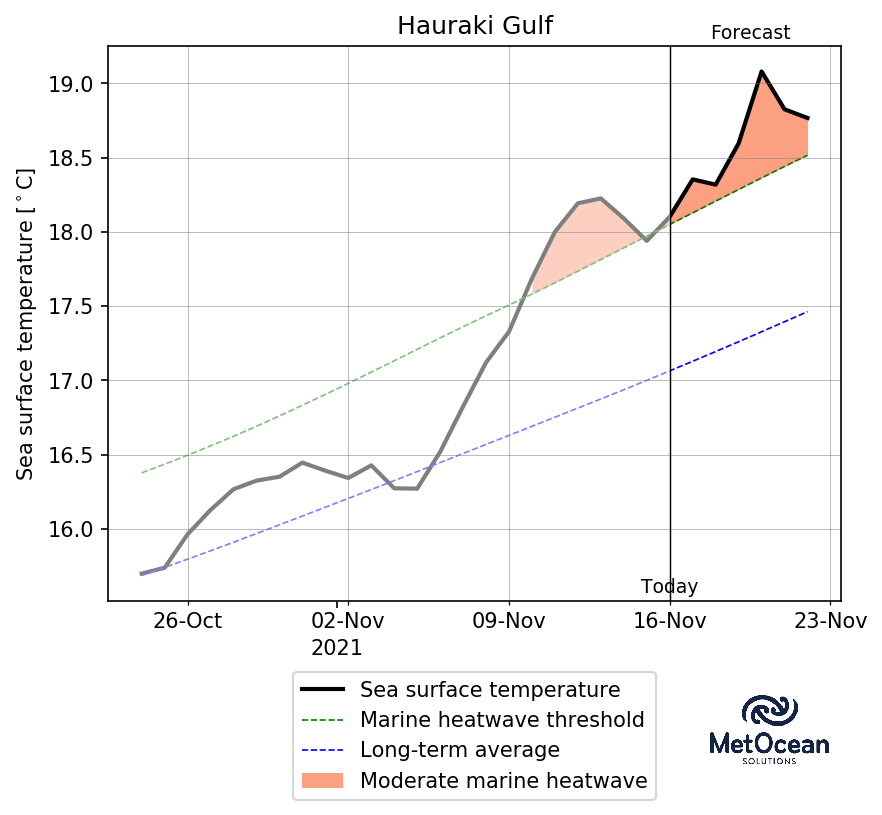 Hauraki Gulf
Forecast
Sea surface temperature [°C]
19.0
18.5
18.0
17.5
17.0
16.5
16.0
Today
26-Oct 02-Nov 09-Nov 16-Nov 23-Nov
2021
Sea surface temperature
Marine heatwave threshold
Long-term average
Moderate marine heatwave
MetOcean
SOLUTIONS